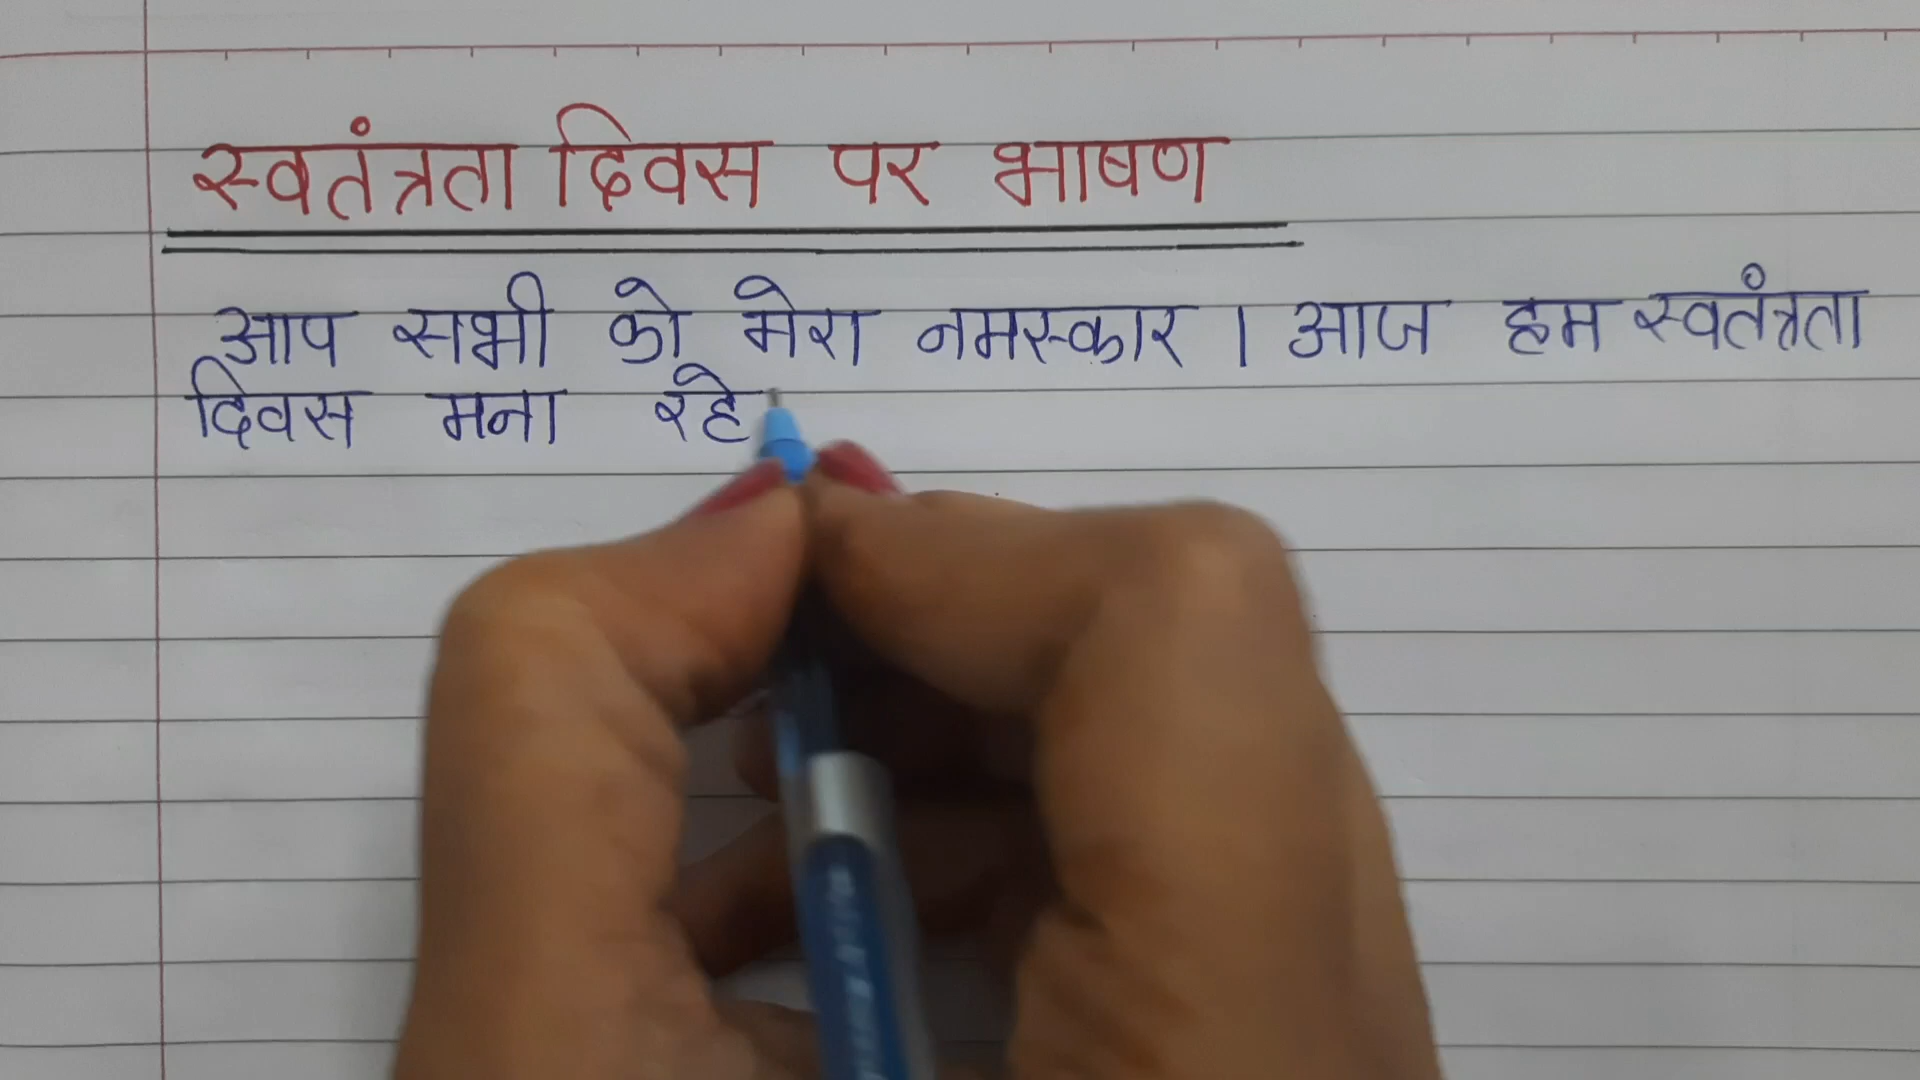 स्वतंत्रता दिवस पर भाषण
आप सभी को मेरा नमस्कार । आज हम स्वतंत्रता
दिवस मना रहे